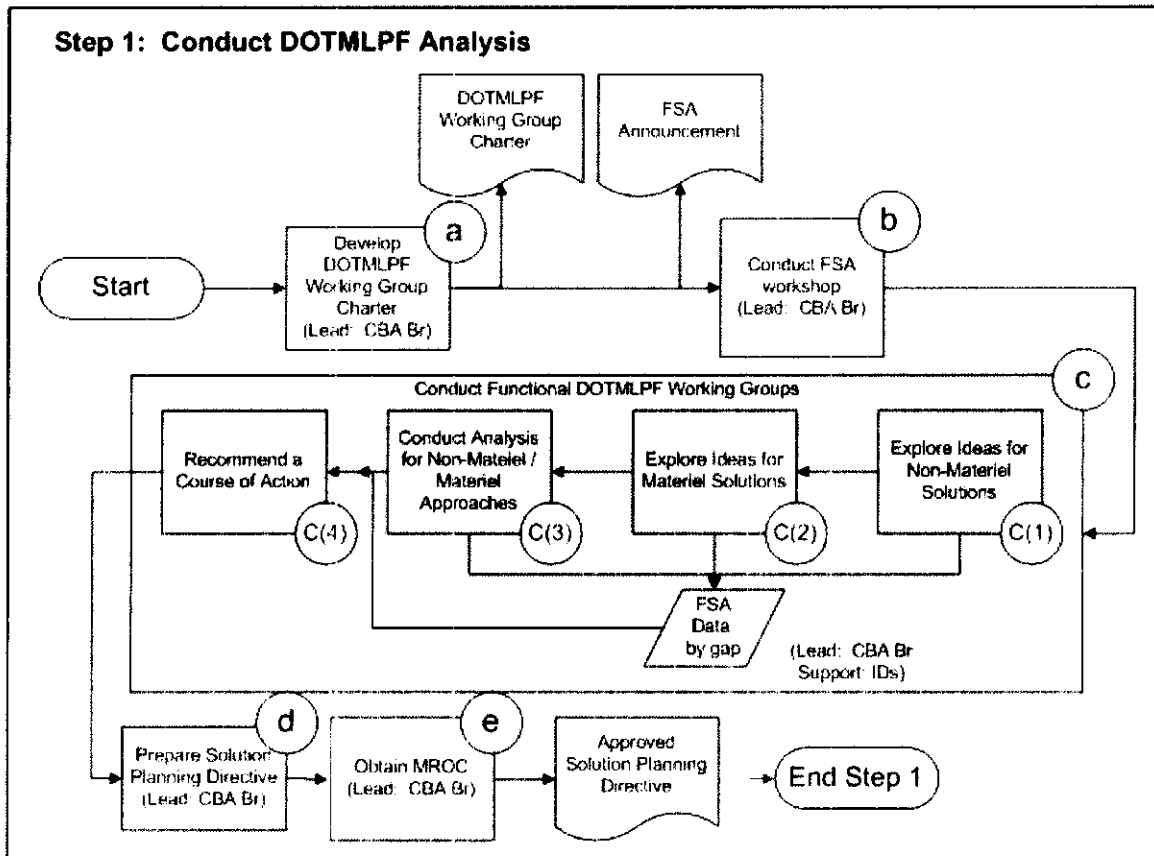 Step 1: Conduct DOTMLPF Analysis
DOTMLPF
Working Group
Charter
FSA
Announcement
a
b
Start
Develop
DOTMLPF
Working Group
Charter
(Lead: CBA Br)
Conduct FSA
workshop
(Lead: CBA Br)
c
Conduct Functional DOTMLPF Working Groups
Recommend a
Course of Action
C(4)
Conduct Analysis
for Non-Mateiel /
Materiel
Approaches
C(3)
Explore Ideas for
Materiel Solutions
C(2)
Explore Ideas for
Non-Materiel
Solutions
C(1)
FSA
Data
by gap
(Lead: CBA Br
Support: IDs)
d
e
Prepare Solution
Planning Directive
(Lead: CBA Br)
Obtain MROC
(Lead: CBA Br)
Approved
Solution Planning
Directive
End Step 1